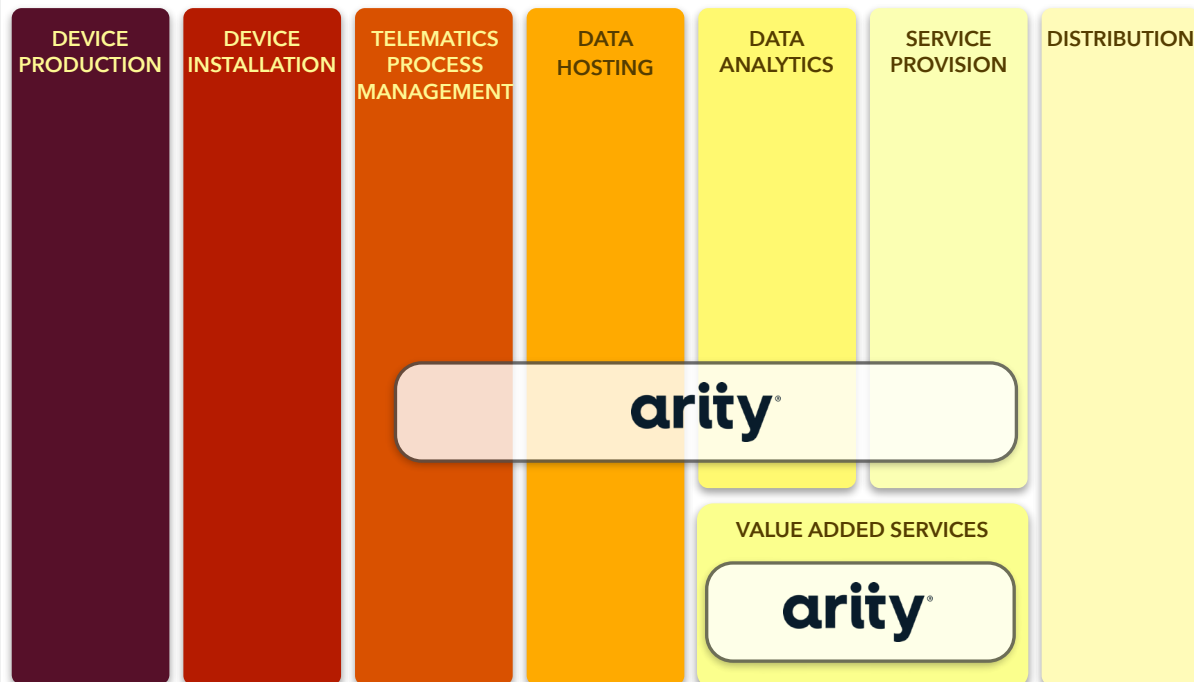 DEVICE
PRODUCTION
DEVICE
INSTALLATION
TELEMATICS
PROCESS
MANAGEMENT
DATA
HOSTING
DATA
ANALYTICS
SERVICE
PROVISION
DISTRIBUTION
arity®
VALUE ADDED SERVICES
arity®